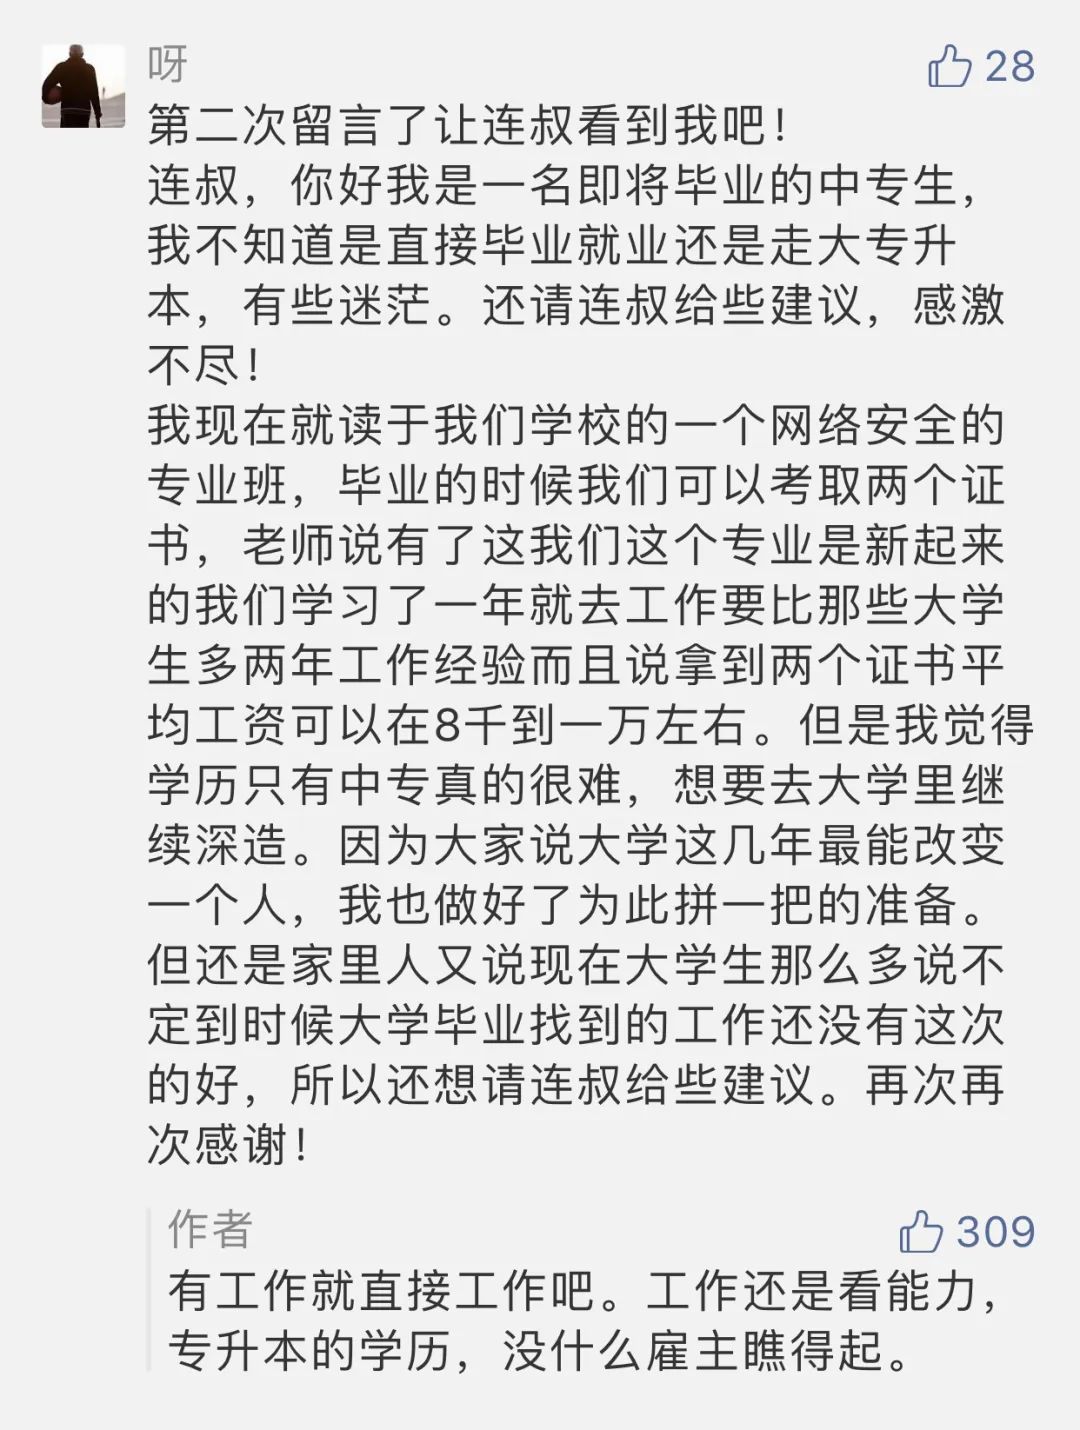 呀
28
第二次留言了让连叔看到我吧！
连叔，你好我是一名即将毕业的中专生，
我不知道是直接毕业就业还是走大专升
本，有些迷茫。还请连叔给些建议，感激
不尽！
我现在就读于我们学校的一个网络安全的
专业班，毕业的时候我们可以考取两个证
书，老师说有了这我们这个专业是新起来
的我们学习了一年就去工作要比那些大学
生多两年工作经验而且说拿到两个证书平
均工资可以在8千到一万左右。但是我觉得
学历只有中专真的很难，想要去大学里继
续深造。因为大家说大学这几年最能改变
一个人，我也做好了为此拼一把的准备。
但还是家里人又说现在大学生那么多说不
定到时候大学毕业找到的工作还没有这次
的好，所以还想请连叔给些建议。再次再
次感谢！
作者
309
有工作就直接工作吧。工作还是看能力，
专升本的学历，没什么雇主瞧得起。